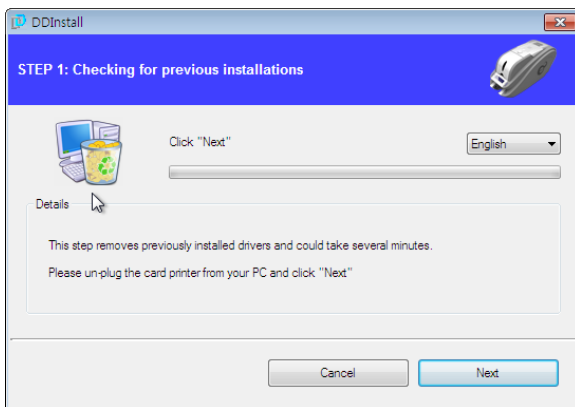 DDInstall
STEP 1: Checking for previous installations
Click "Next"
English
Details
This step removes previously installed drivers and could take several minutes.
Please un-plug the card printer from your PC and click "Next"
Cancel
Next